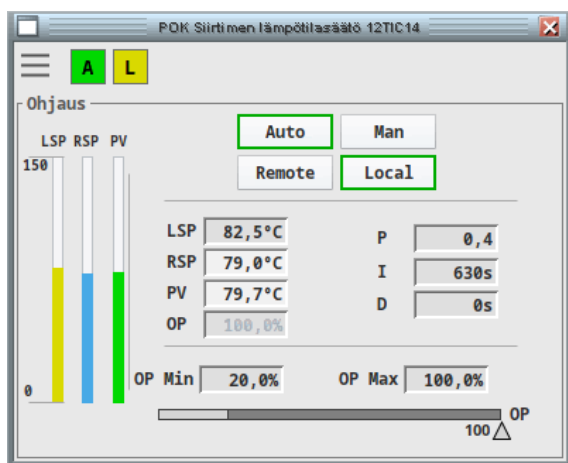 POK Siirtimen lämpötilasäätö 12TIC14
A L
Ohjaus
LSP RSP PV
150
0
Auto Man
Remote Local
LSP 82,5°C
RSP 79,0°C
PV 79,7°C
OP 100,0%
P 0,4
I 630s
D 0s
OP Min 20,0% OP Max 100,0%
OP
100